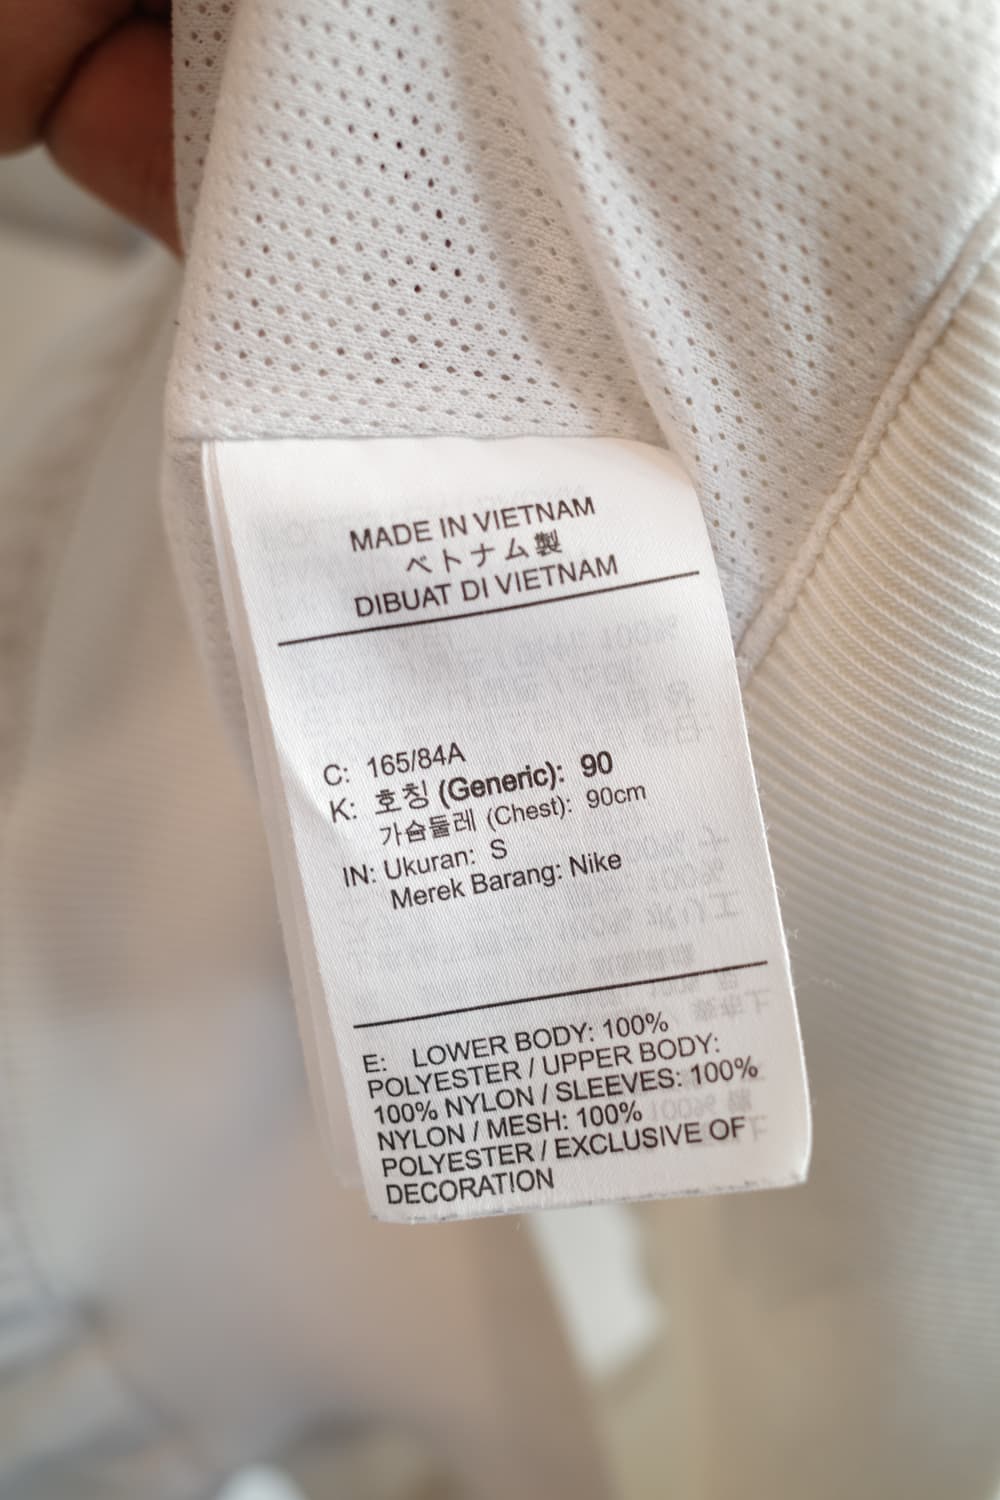 MADE IN VIETNAM
ベトナム製
DIBUAT DI VIETNAM
C: 165/84A
K: 호칭 (Generic): 90
가슴둘레 (Chest): 90cm
IN: Ukuran: S
Merek Barang: Nike
E: LOWER BODY: 100%
POLYESTER / UPPER BODY:
100% NYLON / SLEEVES: 100%
NYLON / MESH: 100%
POLYESTER / EXCLUSIVE OF
DECORATION